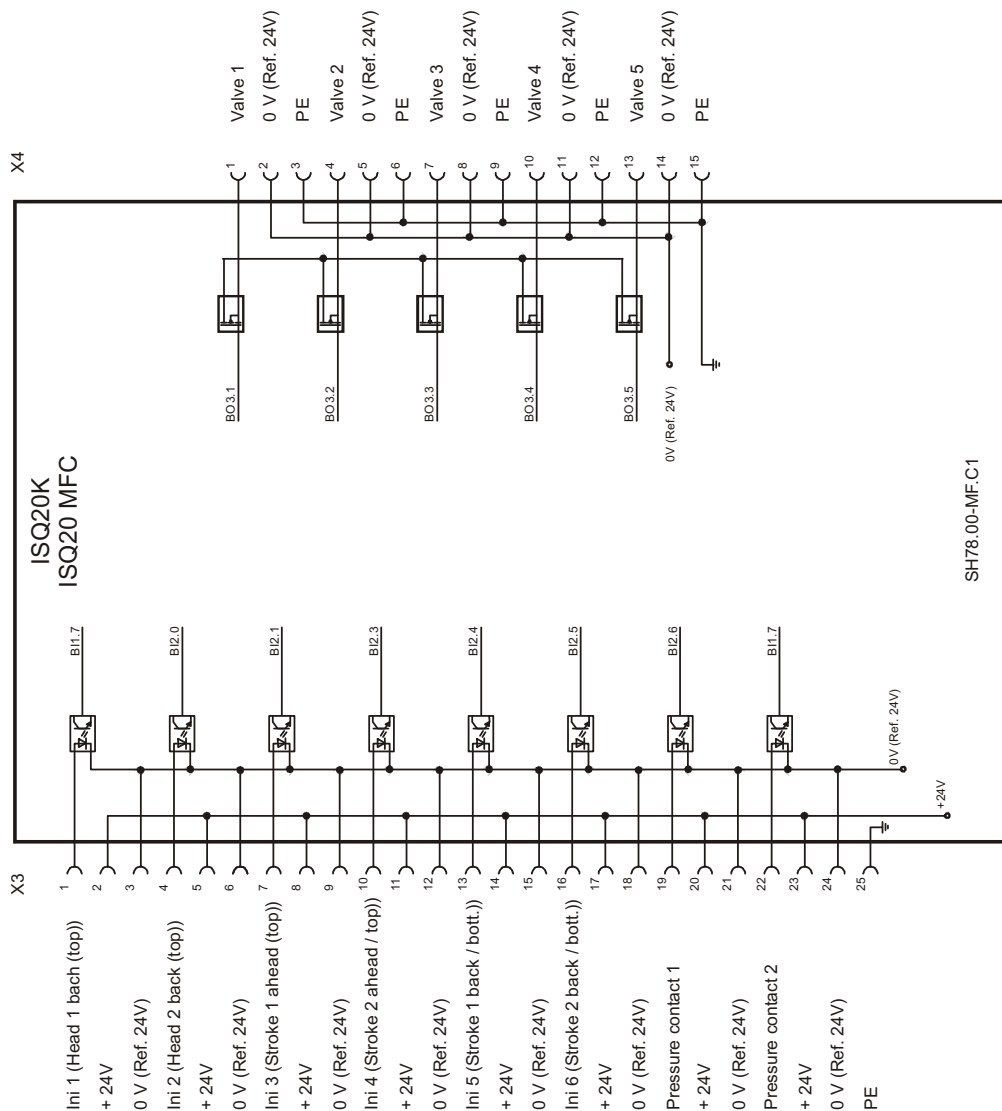 X4
Valve 1
0 V (Ref. 24V)
PE
Valve 2
0 V (Ref. 24V)
PE
Valve 3
0 V (Ref. 24V)
PE
Valve 4
0 V (Ref. 24V)
PE
Valve 5
0 V (Ref. 24V)
PE
1
2
3
4
5
6
7
8
9
10
11
12
13
14
15
BO3.1
BO3.2
BO3.3
BO3.4
BO3.5
0V (Ref. 24V)
ISQ20K
ISQ20 MFC
SH78.00-MF.C1
BI1.7
BI2.0
BI2.1
BI2.3
BI2.4
BI2.5
BI2.6
BI1.7
0V (Ref. 24V)
+24V
X3
1
2
3
4
5
6
7
8
9
10
11
12
13
14
15
16
17
18
19
20
21
22
23
24
25
Ini 1 (Head 1 bach (top))
+ 24V
0 V (Ref. 24V)
Ini 2 (Head 2 back (top))
+ 24V
0 V (Ref. 24V)
Ini 3 (Stroke 1 ahead (top))
+ 24V
0 V (Ref. 24V)
Ini 4 (Stroke 2 ahead / top))
+ 24V
0 V (Ref. 24V)
Ini 5 (Stroke 1 back / bott.))
+ 24V
0 V (Ref. 24V)
Ini 6 (Stroke 2 back / bott.))
+ 24V
0 V (Ref. 24V)
Pressure contact 1
+ 24V
0 V (Ref. 24V)
Pressure contact 2
+ 24V
0 V (Ref. 24V)
PE